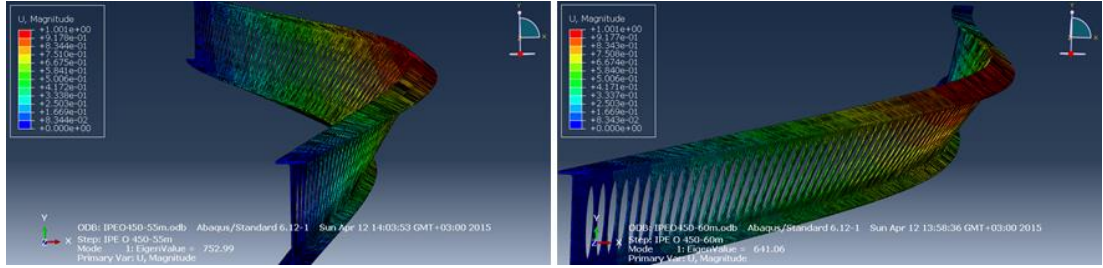 U, Magnitude
+1.001e+00
+9.178e-01
+8.344e-01
+7.510e-01
+6.675e-01
+5.841e-01
+5.006e-01
+4.172e-01
+3.338e-01
+2.503e-01
+1.669e-01
+8.344e-02
+0.000e+00
Y
X
Y
X
ODB: IPEO450-55m.odb Abaqus/Standard 6.12-1 Sun Apr 12 14:03:53 GMT+03:00 2015
Step: IPE O 450-55m
Mode 1: EigenValue = 752.99
Primary Var: U, Magnitude
U, Magnitude
+1.001e+00
+9.177e-01
+8.343e-01
+7.508e-01
+6.674e-01
+5.840e-01
+5.006e-01
+4.171e-01
+3.337e-01
+2.503e-01
+1.669e-01
+8.343e-02
+0.000e+00
Y
X
Y
X
ODB: IPEO450-60m.odb Abaqus/Standard 6.12-1 Sun Apr 12 13:58:36 GMT+03:00 2015
Step: IPE O 450-60m
Mode 1: EigenValue = 641.06
Primary Var: U, Magnitude